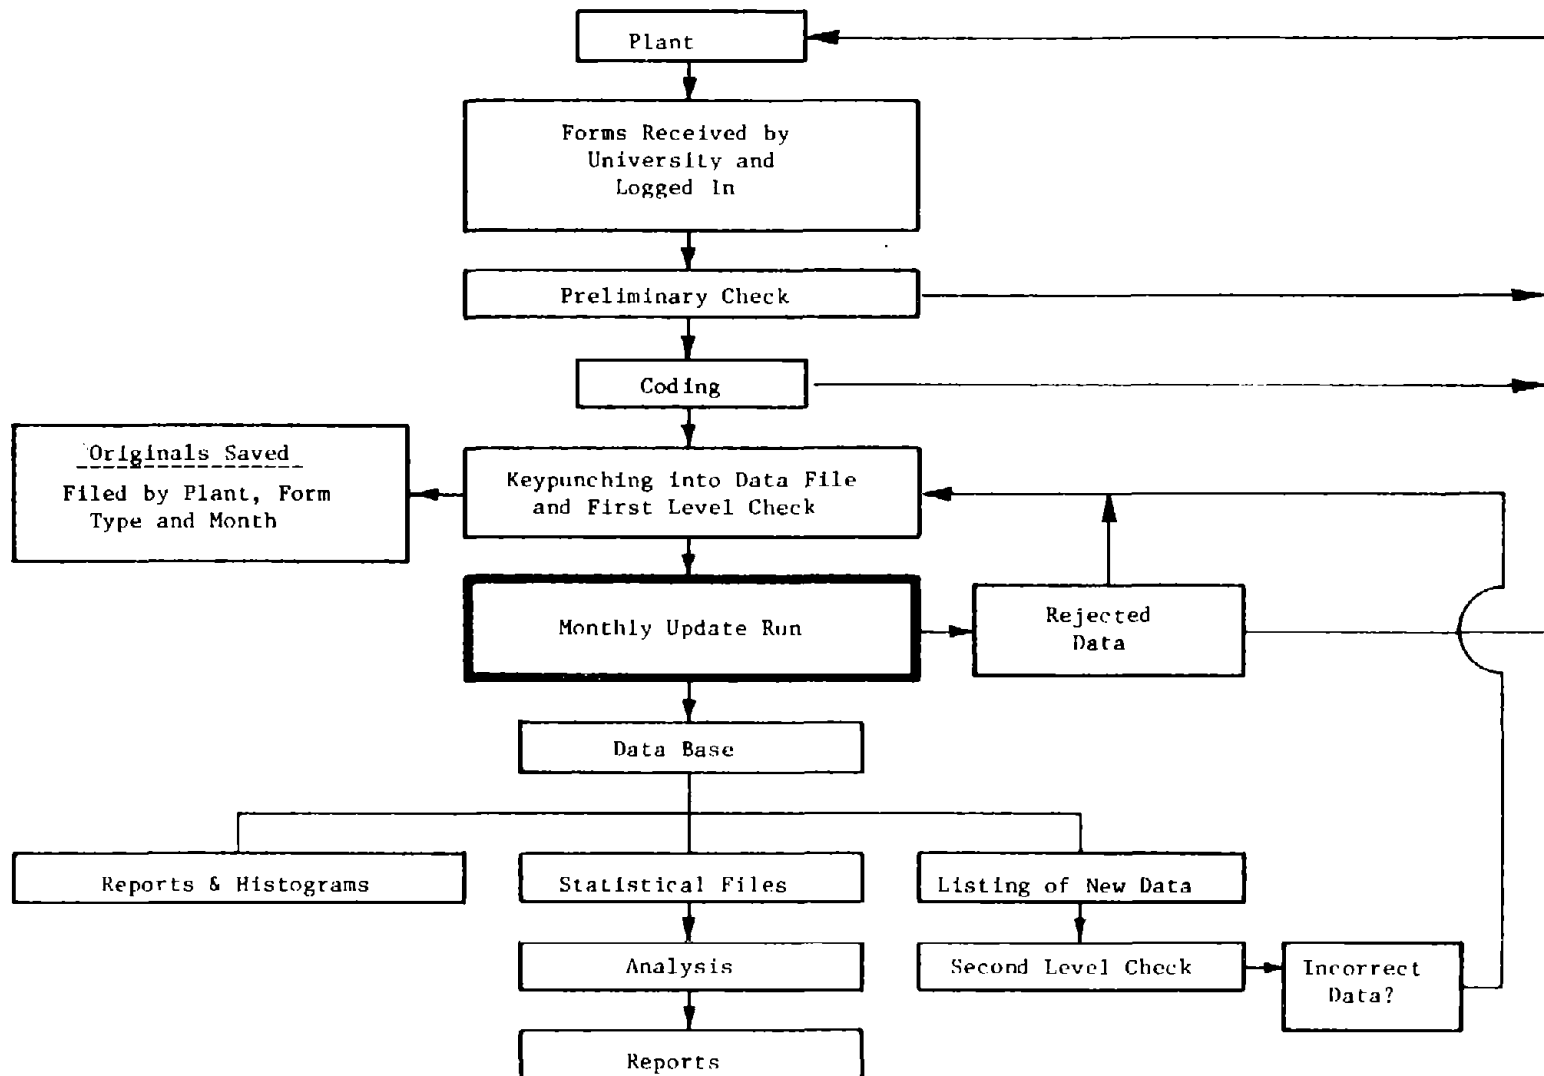 Plant
Forms Received by
University and
Logged In
Preliminary Check
Coding
Originals Saved
Filed by Plant, Form
Type and Month
Keypunching into Data File
and First Level Check
Monthly Update Run
Rejected
Data
Data Base
Reports & Histograms
Statistical Files
Listing of New Data
Analysis
Second Level Check
Incorrect
Data?
Reports